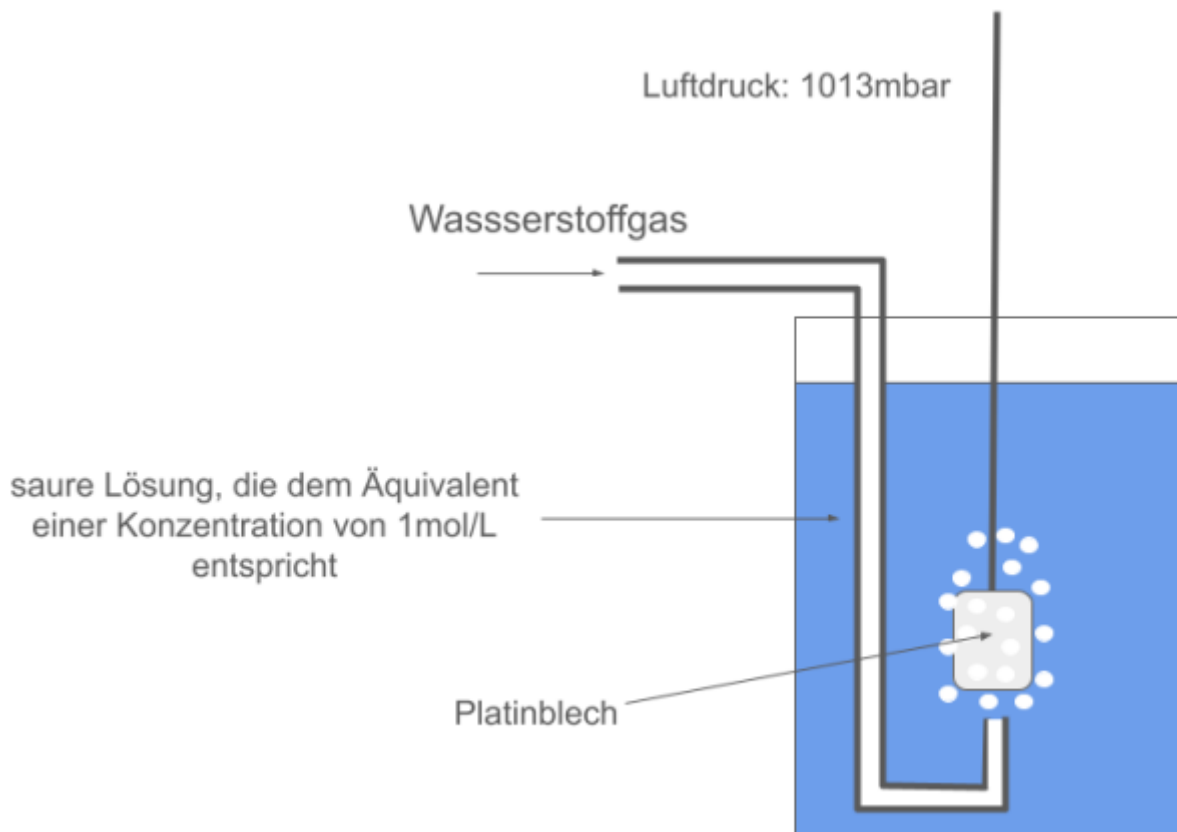 Luftdruck: 1013mbar
Wassserstoffgas
saure Lösung, die dem Äquivalent
einer Konzentration von 1mol/L
entspricht
Platinblech